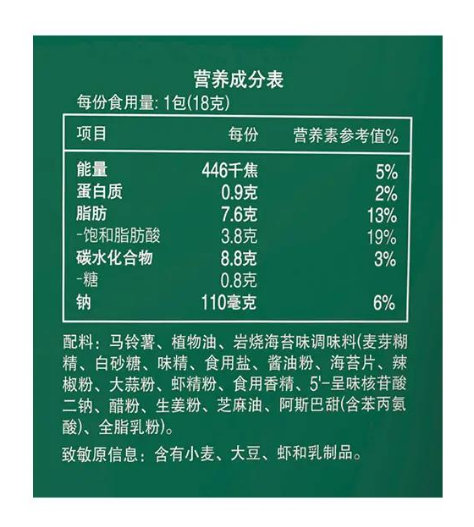 营养成分表
每份食用量: 1包(18克)
项目 每份 营养素参考值%
能量 446千焦 5%
蛋白质 0.9克 2%
脂肪 7.6克 13%
-饱和脂肪酸 3.8克 19%
碳水化合物 8.8克 3%
-糖 0.8克
钠 110毫克 6%
配料：马铃薯、植物油、岩烧海苔味调味料(麦芽糊
精、白砂糖、味精、食用盐、酱油粉、海苔片、辣
椒粉、大蒜粉、虾精粉、食用香精、5'-呈味核苷酸
二钠、醋粉、生姜粉、芝麻油、阿斯巴甜(含苯丙氨
酸)、全脂乳粉)。
致敏原信息：含有小麦、大豆、虾和乳制品。